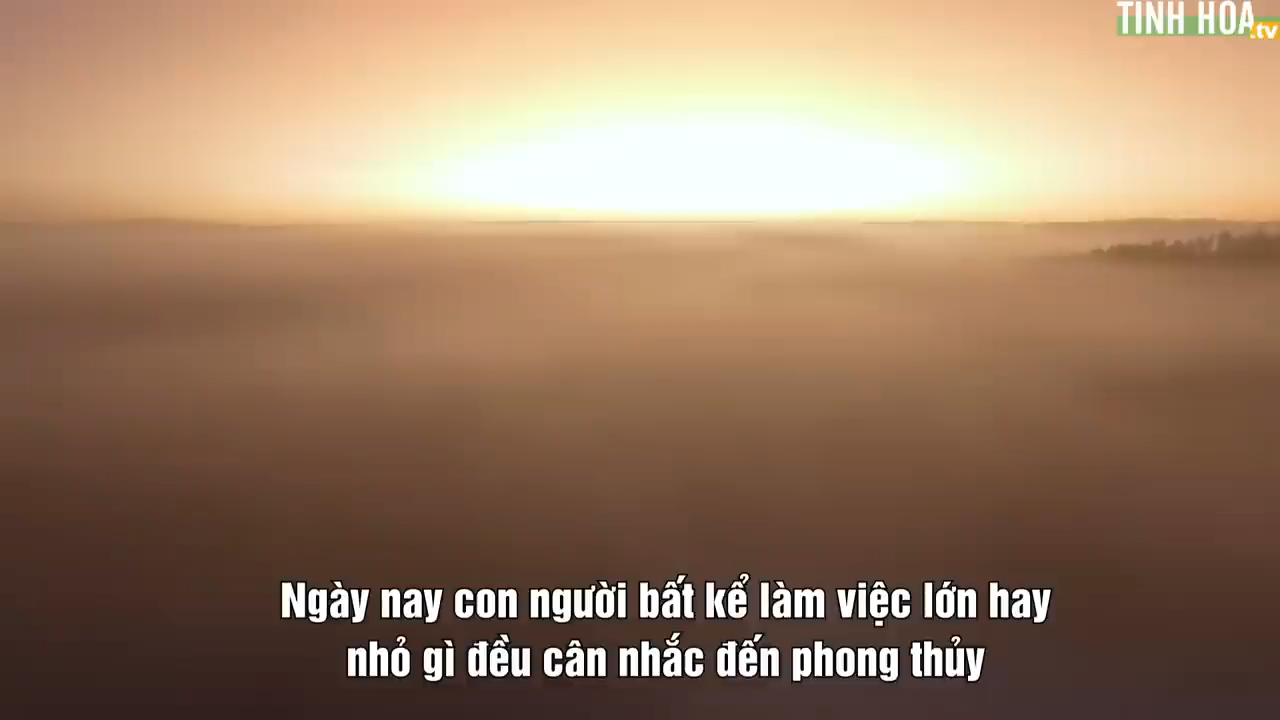 TINH HOA
.tv
Ngày nay con người bất kể làm việc lớn hay
nhỏ gì đều cân nhắc đến phong thủy